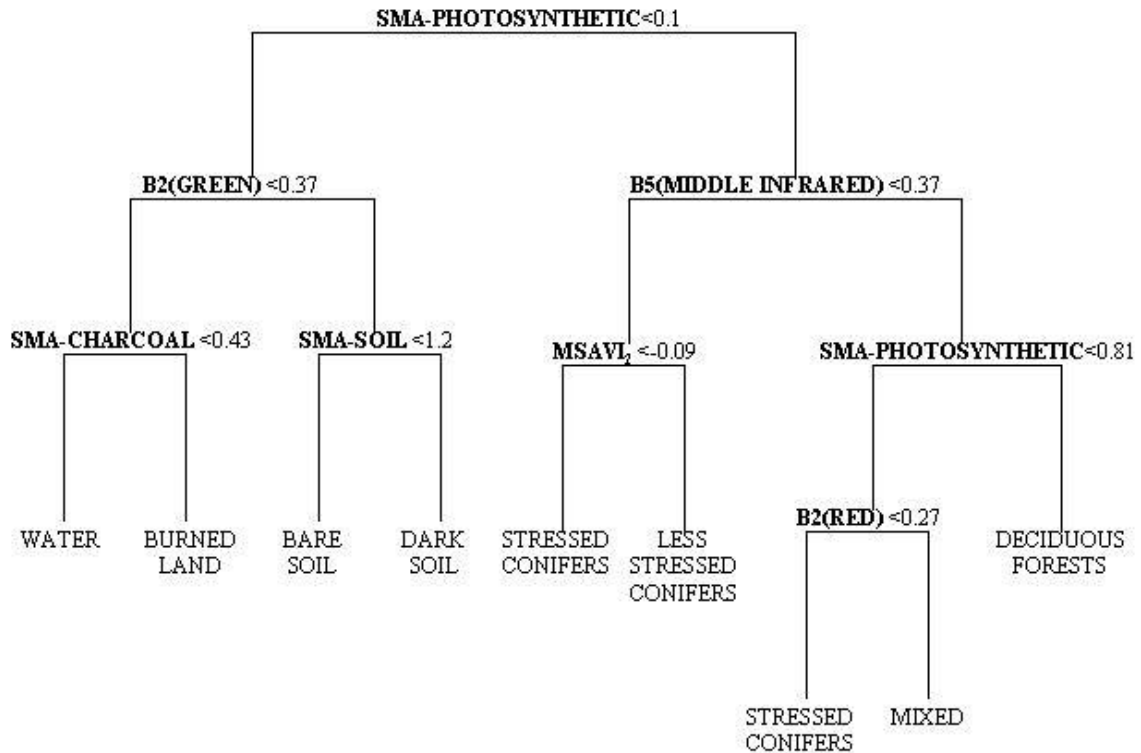 SMA-PHOTOSYNTHETIC<0.1
B2(GREEN) <0.37
B5(MIDDLE INFRARED) <0.37
SMA-CHARCOAL <0.43
SMA-SOIL <1.2
MSAVI2 <-0.09
SMA-PHOTOSYNTHETIC<0.81
B2(RED) <0.27
WATER
BURNED
LAND
BARE
SOIL
DARK
SOIL
STRESSED
CONIFERS
LESS
STRESSED
CONIFERS
DECIDUOUS
FORESTS
STRESSED
CONIFERS
MIXED